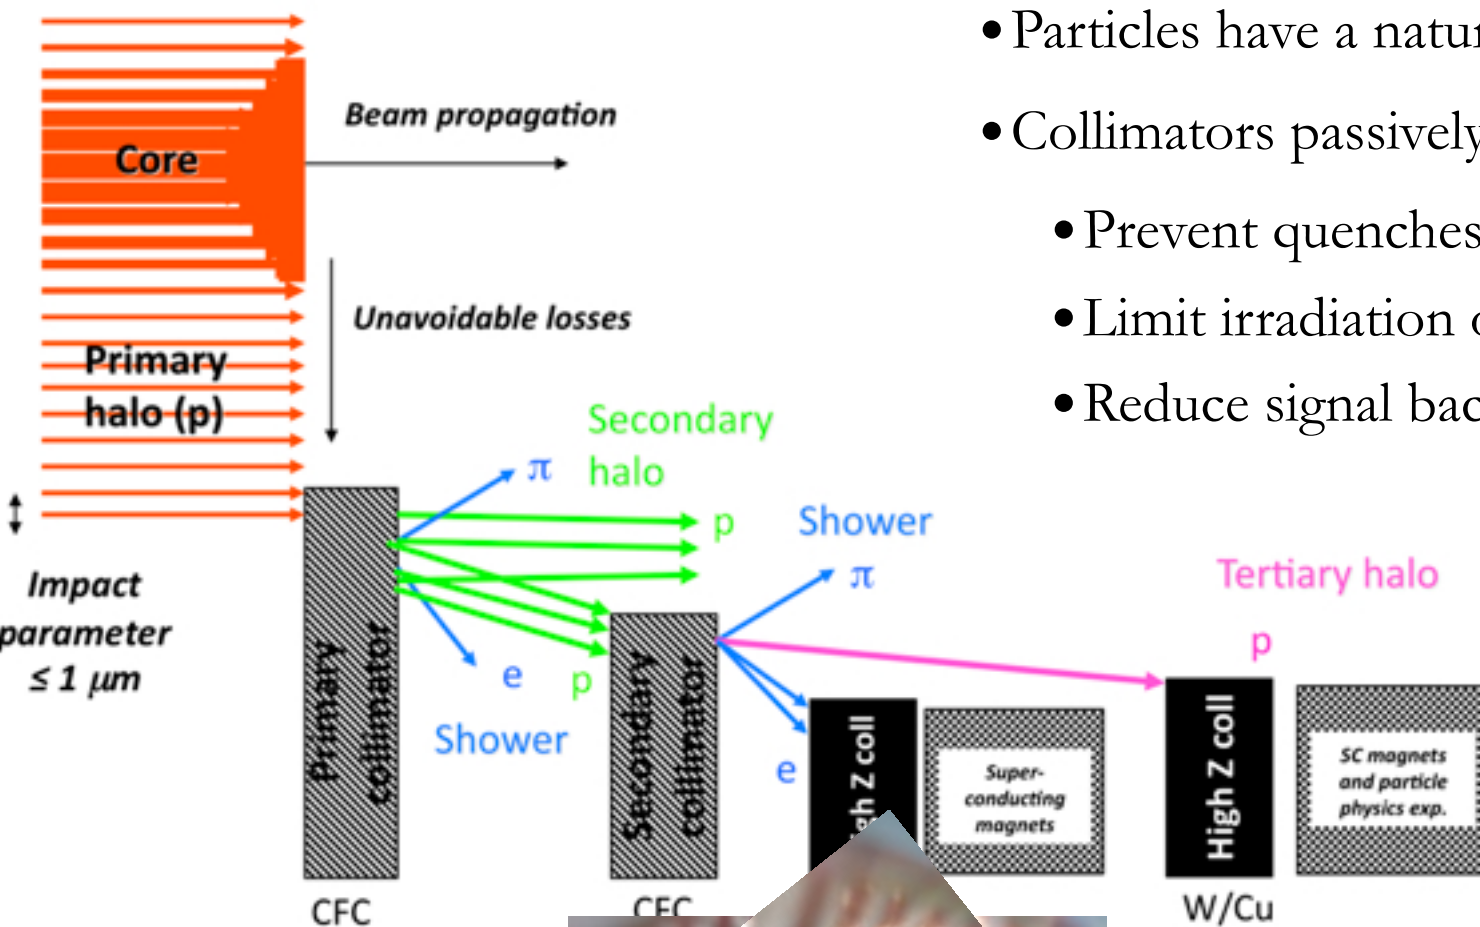 • Particles have a
• Collimators passively
• Prevent quenches
• Limit irradiation
• Reduce signal
Core
Beam propagation
Unavoidable losses
Primary
halo (p)
Secondary
halo
π
p
Shower
π
Tertiary halo
p
Impact
parameter
≤ 1 μm
e
p
Shower
e
Primary
collimator
Secondary
collimator
Z coll
Super-
conducting
magnets
High Z coll
SC magnets
and particle
physics exp.
CFC
CFC
W/Cu